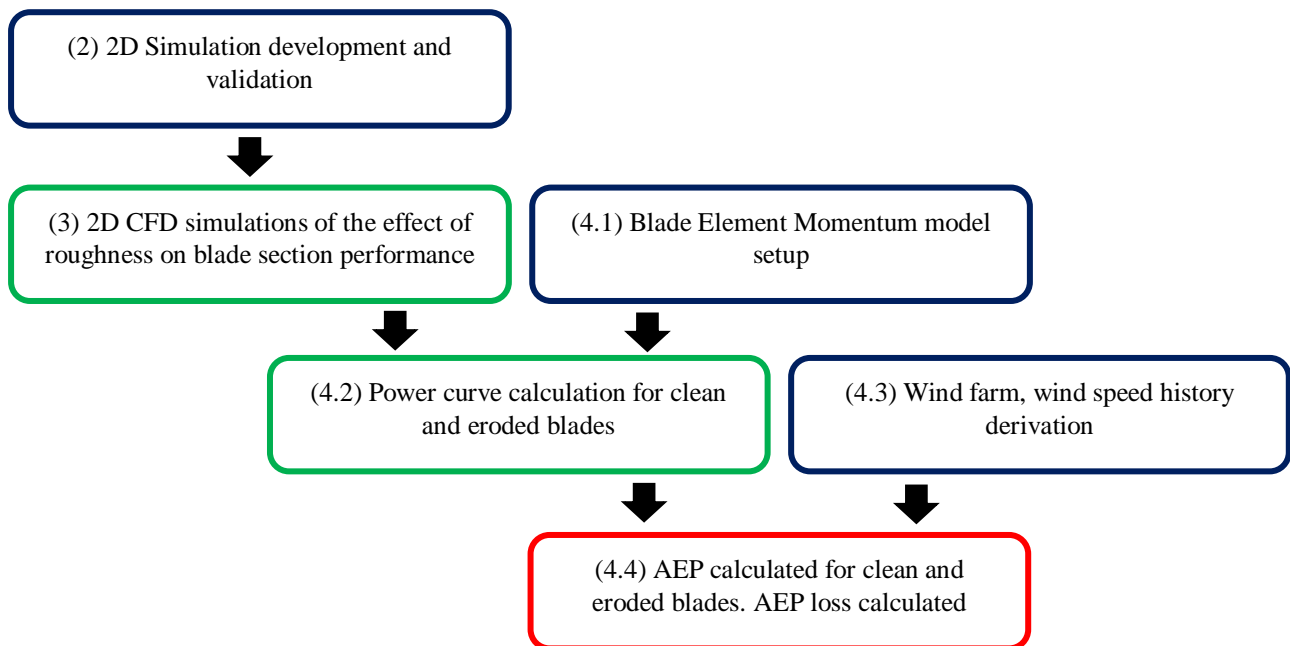 (2) 2D Simulation development and
validation
(3) 2D CFD simulations of the effect of
roughness on blade section performance
(4.1) Blade Element Momentum model
setup
(4.2) Power curve calculation for clean
and eroded blades
(4.3) Wind farm, wind speed history
derivation
(4.4) AEP calculated for clean and
eroded blades. AEP loss calculated